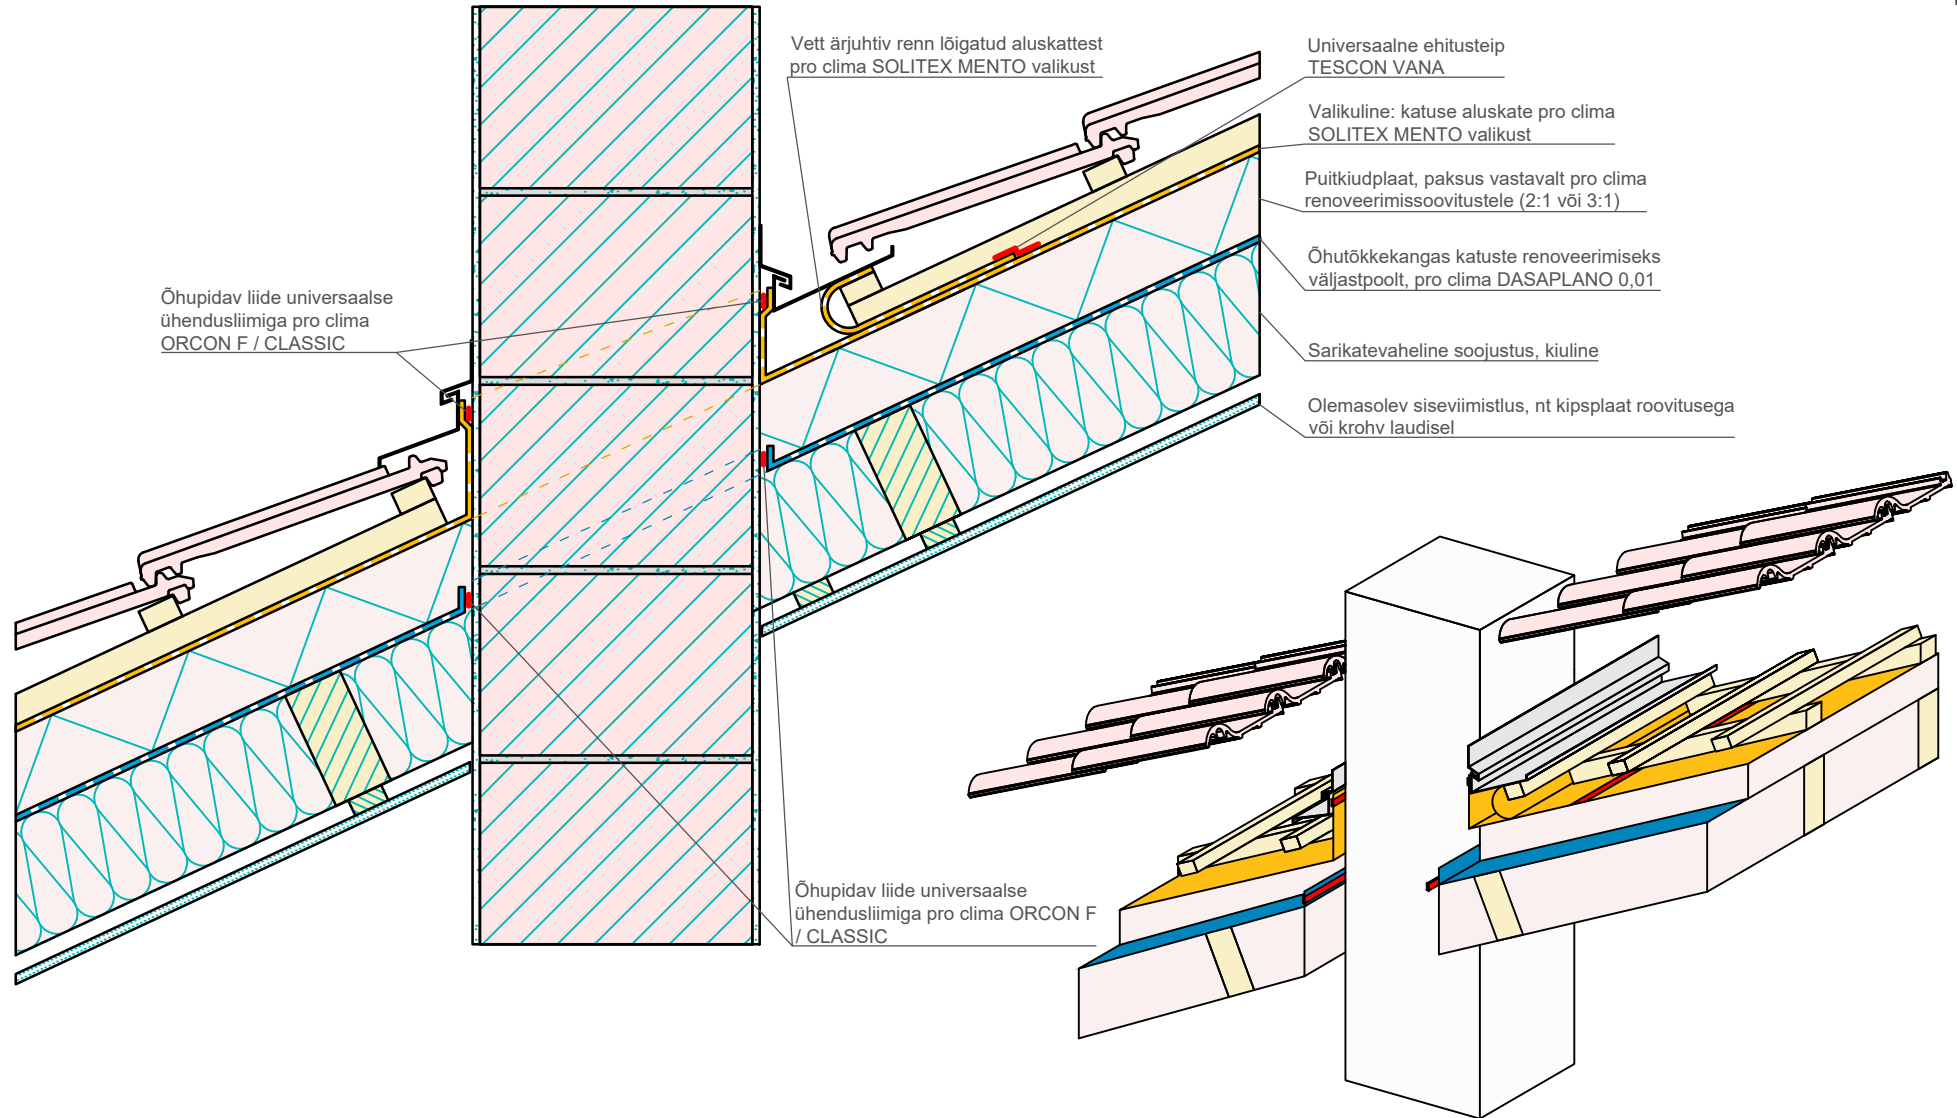 Vett ärjuhtiv renn lõigatud aluskattest
pro clima SOLITEX MENTO valikust
Universaalne ehitusteip
TESCON VANA
Valikuline: katuse aluskate pro clima
SOLITEX MENTO valikust
Puitkiudplaat, paksus vastavalt pro clima
renoveerimissoovitustele (2:1 või 3:1)
Õhutõkkekangas katuste renoveerimiseks
väljastpoolt, pro clima DASAPLANO 0,01
Õhupidav liide universaalse
ühendusliimiga pro clima
ORCON F / CLASSIC
Sarikatevaheline soojustus, kiuline
Olemasolev siseviimistlus, nt kipsplaat roovitusega
või krohv laudisel
Õhupidav liide universaalse
ühendusliimiga pro clima ORCON F
/ CLASSIC